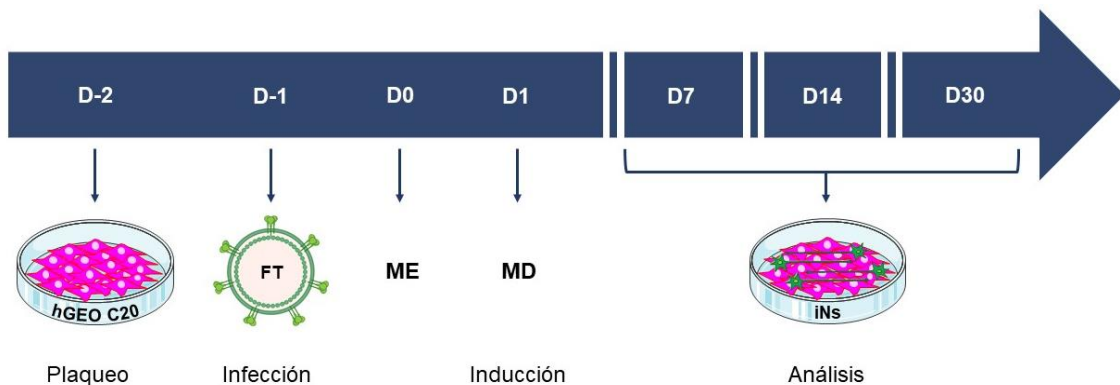 D-2 D-1 D0 D1 D7 D14 D30
hGEO C20 FT ME MD iNs
Plaqueo Infección Inducción Análisis